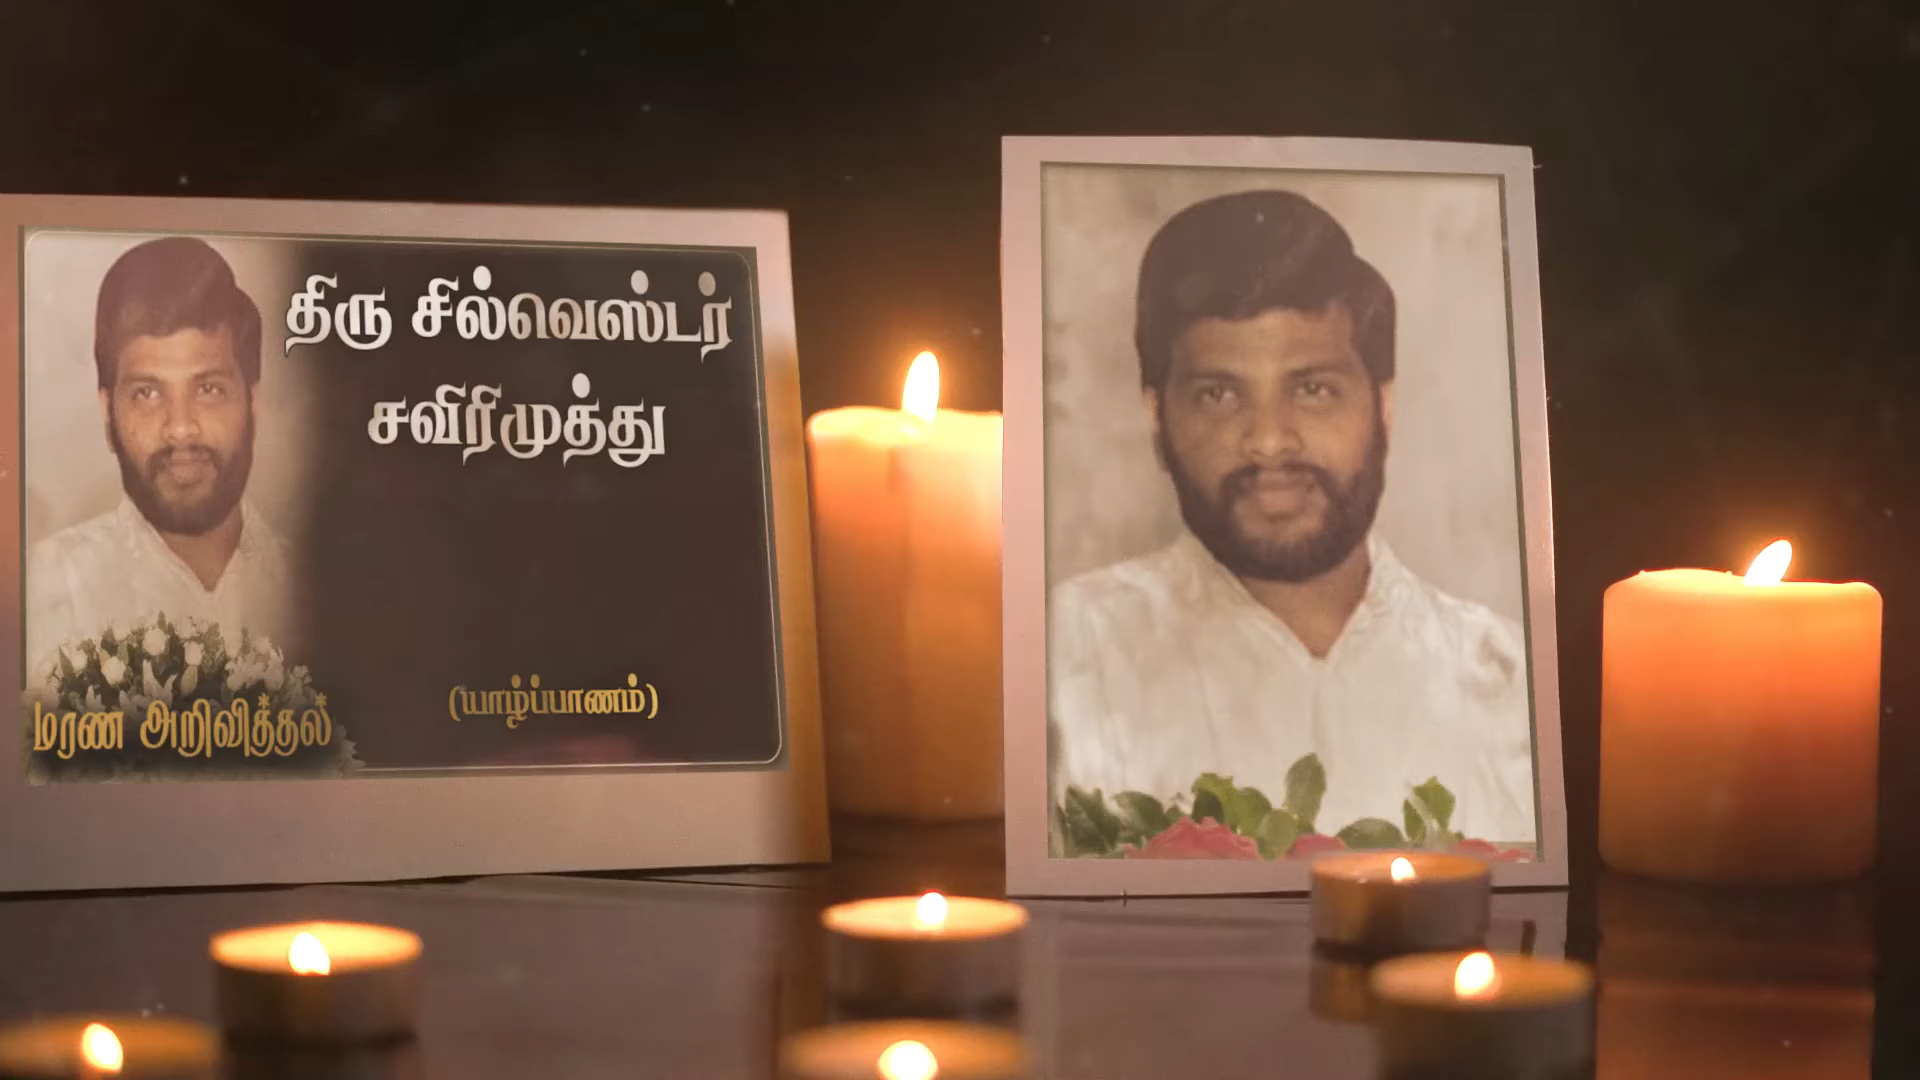 திரு சில்வெஸ்டர்
சவிரிமுத்து
(யாழ்ப்பாணம்)
மரண அறிவித்தல்